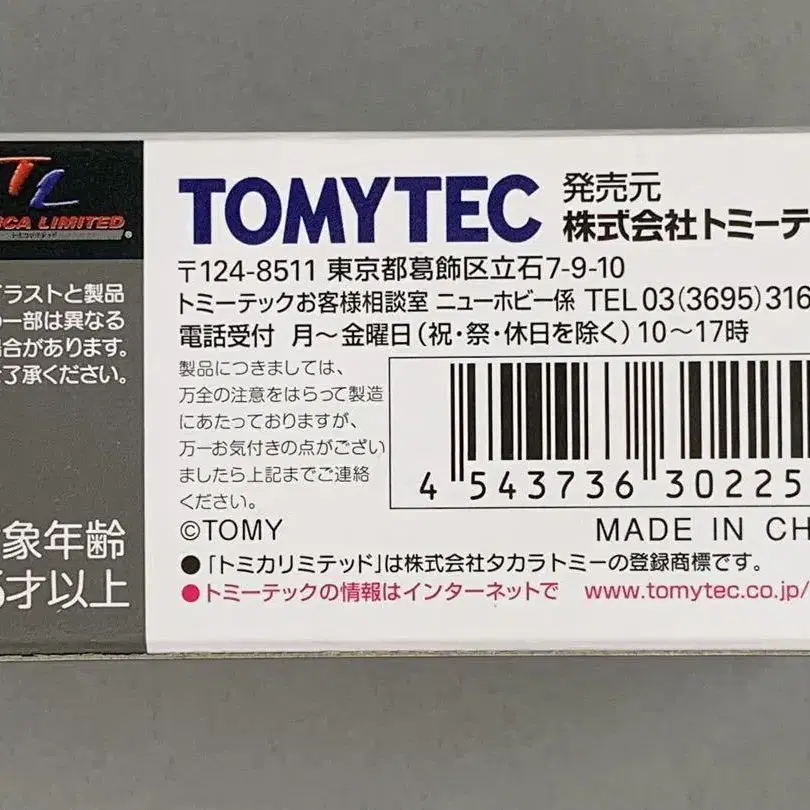 TL
ICA LIMITED
イラストと製品
一部は異なる
場合があります。
了承ください。
象年齢
才以上
TOMYTEC 発売元
株式会社トミーテ
〒124-8511 東京都葛飾区立石7-9-10
トミーテックお客様相談室 ニューホビー係 TEL 03(3695)316
電話受付 月〜金曜日(祝・祭・休日を除く)10〜17時
製品につきましては、
万全の注意をはらって製造
にあたっておりますが、
万一お気付きの点がござい
ましたら上記までご連絡
ください。
4 543736 30225
©TOMY
MADE IN CH
●「トミカリミテッド」は株式会社タカラトミーの登録商標です。
●トミーテックの情報はインターネットで www.tomytec.co.jp/